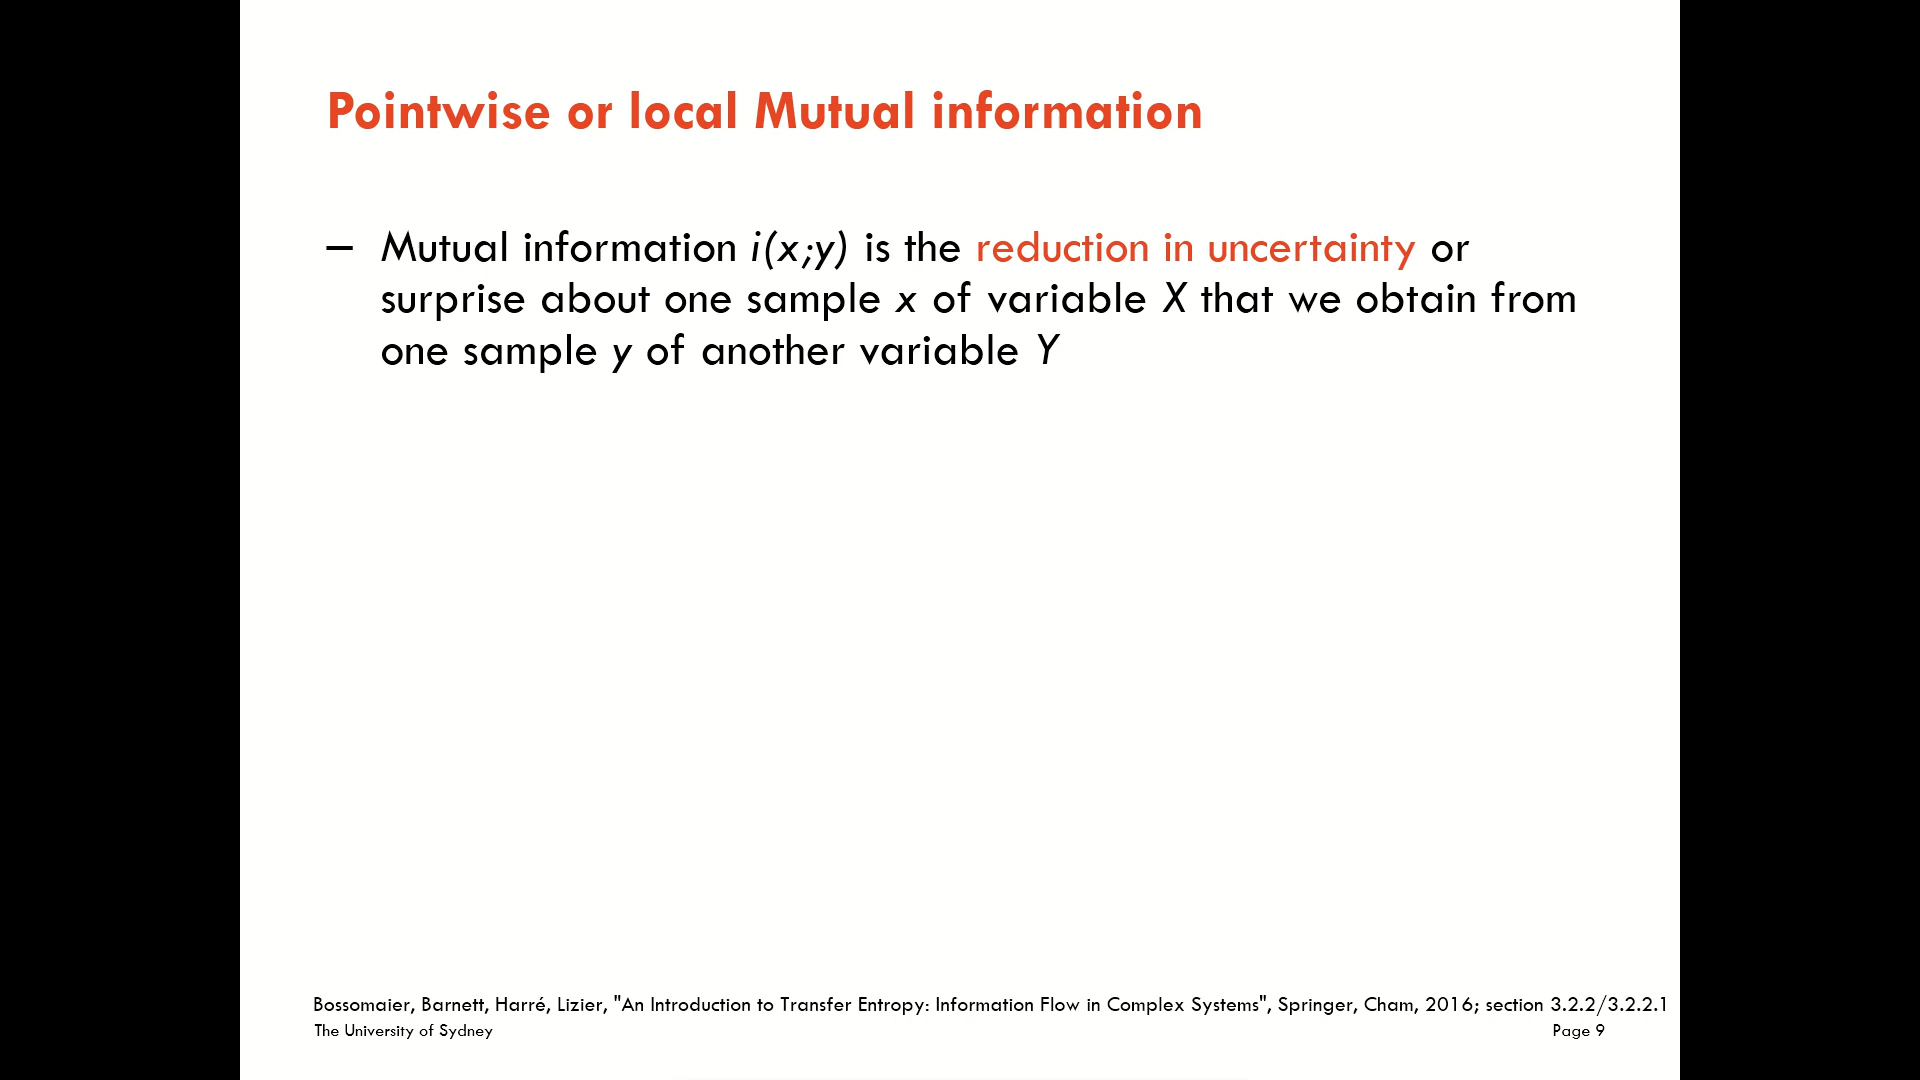 Pointwise or local Mutual information
– Mutual information i(x;y) is the reduction in uncertainty or
surprise about one sample x of variable X that we obtain from
one sample y of another variable Y
Bossomaier, Barnett, Harré, Lizier, "An Introduction to Transfer Entropy: Information Flow in Complex Systems", Springer, Cham, 2016; section 3.2.2/3.2.2.1
The University of Sydney
Page 9